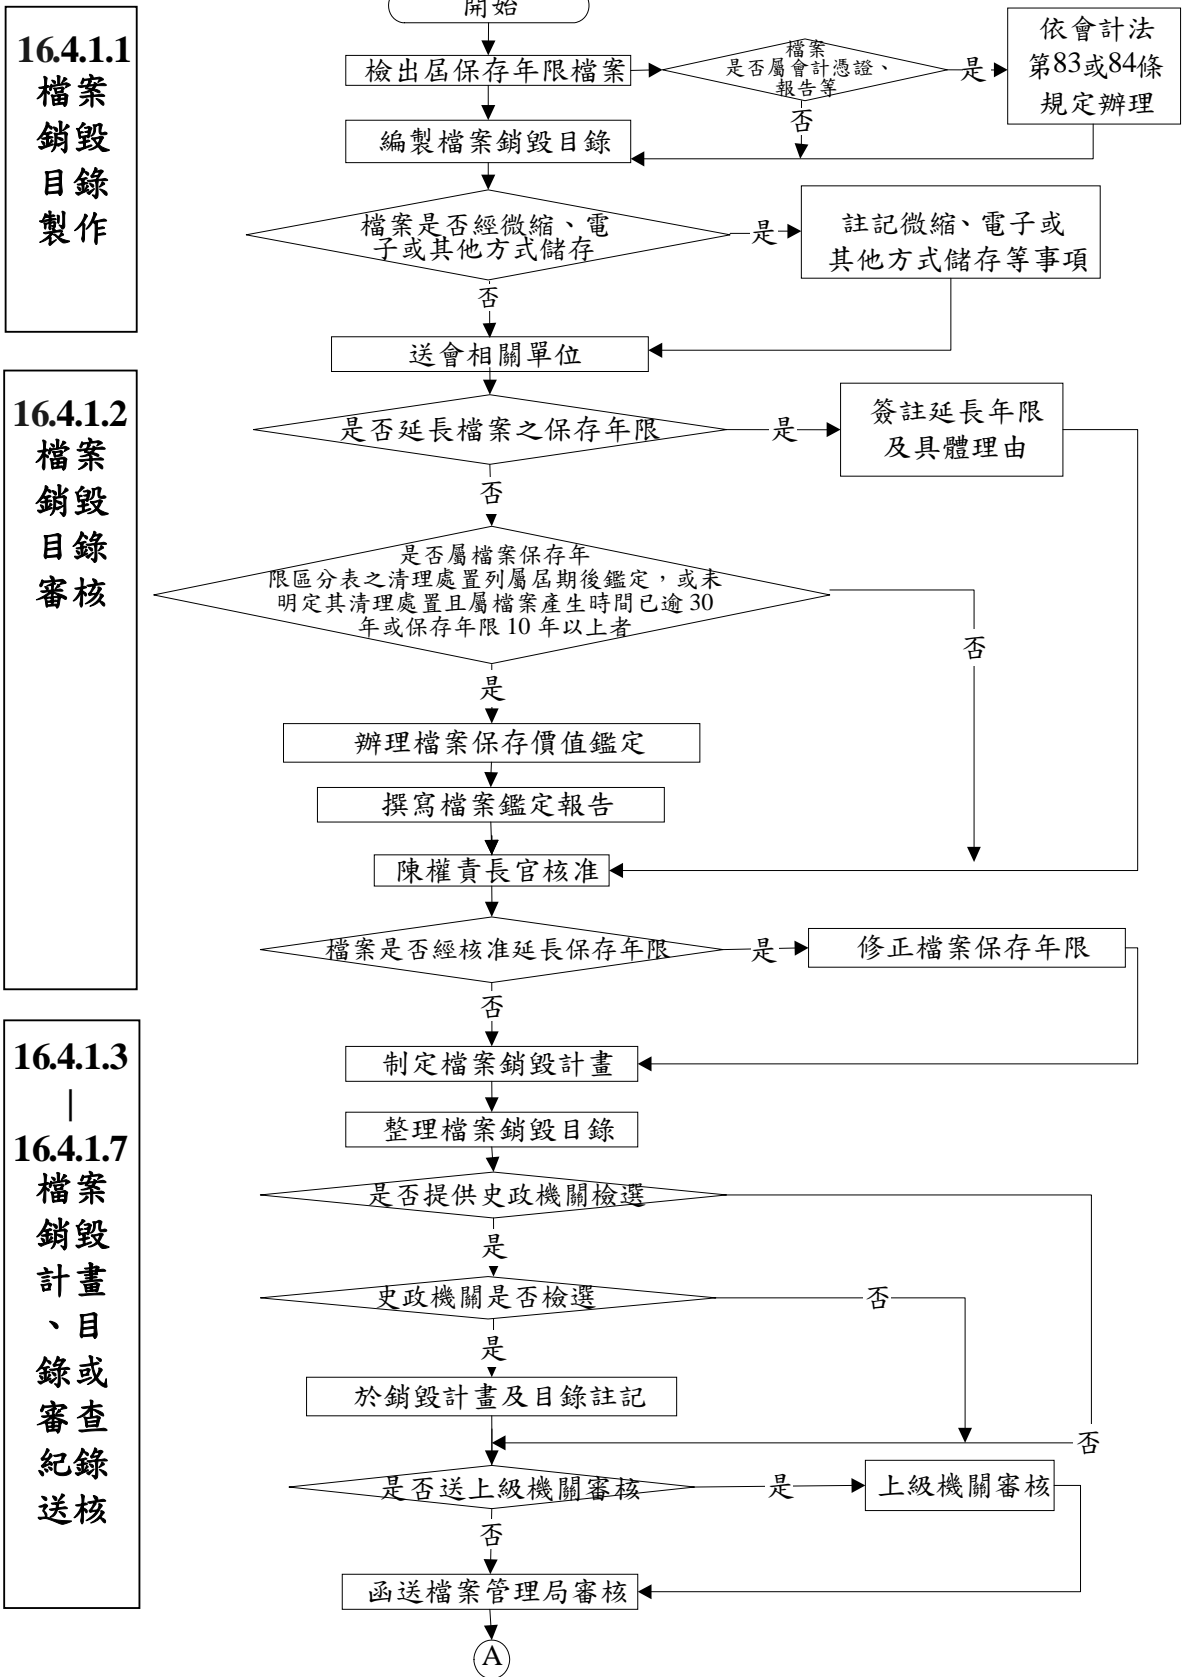 開始
16.4.1.1
檔案
銷毀
目錄
製作
檢出屆保存年限檔案
檔案
是否屬會計憑證、
報告等
是
依會計法
第83或84條
規定辦理
否
編製檔案銷毀目錄
檔案是否經微縮、電
子或其他方式儲存
是
註記微縮、電子或
其他方式儲存等事項
否
送會相關單位
16.4.1.2
檔案
銷毀
目錄
審核
是否延長檔案之保存年限
是
簽註延長年限
及具體理由
否
是否屬檔案保存年
限區分表之清理處置列屬屆期後鑑定，或未
明定其清理處置且屬檔案產生時間已逾30
年或保存年限10年以上者
否
是
辦理檔案保存價值鑑定
撰寫檔案鑑定報告
陳權責長官核准
檔案是否經核准延長保存年限
是
修正檔案保存年限
否
16.4.1.3
|
16.4.1.7
檔案
銷毀
計畫
、目
錄或
審查
紀錄
送核
制定檔案銷毀計畫
整理檔案銷毀目錄
是否提供史政機關檢選
是
史政機關是否檢選
否
是
於銷毀計畫及目錄註記
否
是否送上級機關審核
是
上級機關審核
否
函送檔案管理局審核
A